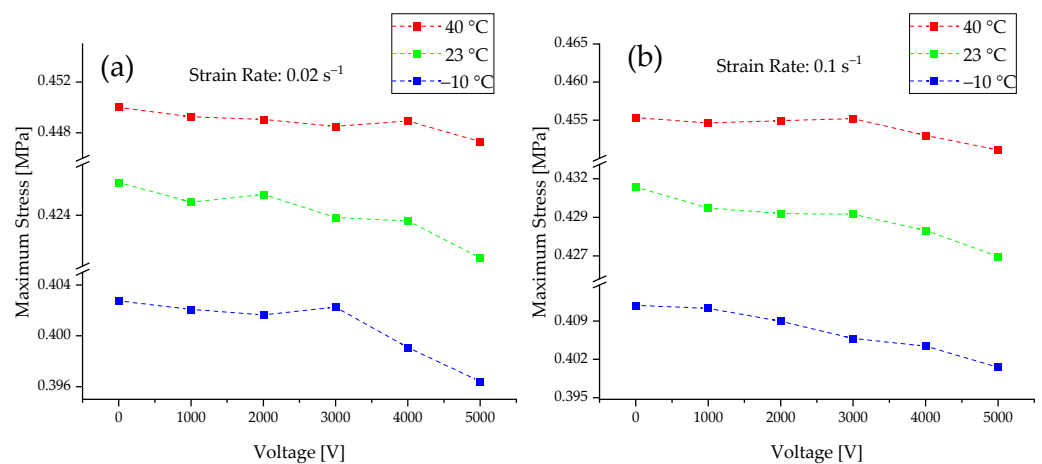 (a)
Strain Rate: 0.02 s⁻¹
40 °C
23 °C
−10 °C
Maximum Stress [MPa]
0.452
0.448
0.424
0.404
0.400
0.396
0 1000 2000 3000 4000 5000
Voltage [V]
(b)
Strain Rate: 0.1 s⁻¹
40 °C
23 °C
−10 °C
Maximum Stress [MPa]
0.465
0.460
0.455
0.432
0.429
0.427
0.409
0.402
0.395
0 1000 2000 3000 4000 5000
Voltage [V]